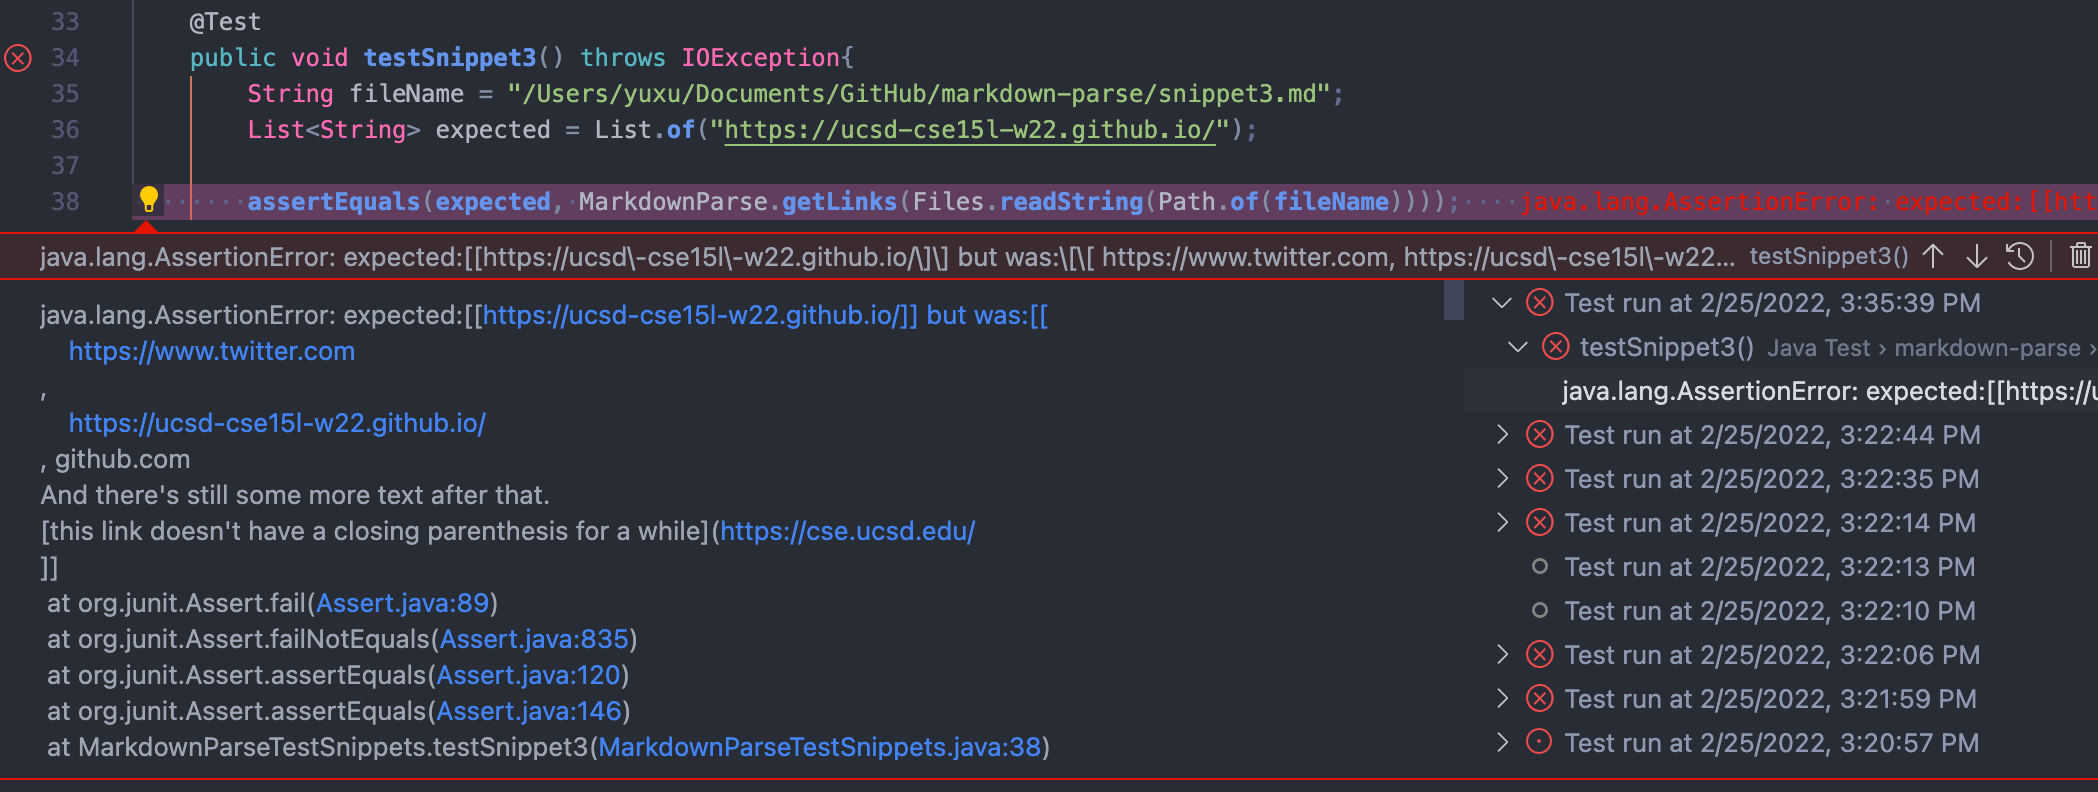 33 @Test
34 public void testSnippet3() throws IOException{
35 String fileName = "/Users/yuxu/Documents/GitHub/markdown-parse/snippet3.md";
36 List<String> expected = List.of("https://ucsd-cse15l-w22.github.io/");
37
38 assertEquals(expected, MarkdownParse.getLinks(Files.readString(Path.of(fileName)))); java.lang.AssertionError: expected:[[htt
java.lang.AssertionError: expected:[[https://ucsd\-cse15l\-w22.github.io/\]\] but was:\[\[ https://www.twitter.com, https://ucsd\-cse15l\-w22... testSnippet3()
java.lang.AssertionError: expected:[[https://ucsd-cse15l-w22.github.io/]] but was:[[
https://www.twitter.com
,
https://ucsd-cse15l-w22.github.io/
, github.com
And there's still some more text after that.
[this link doesn't have a closing parenthesis for a while](https://cse.ucsd.edu/
]]
at org.junit.Assert.fail(Assert.java:89)
at org.junit.Assert.failNotEquals(Assert.java:835)
at org.junit.Assert.assertEquals(Assert.java:120)
at org.junit.Assert.assertEquals(Assert.java:146)
at MarkdownParseTestSnippets.testSnippet3(MarkdownParseTestSnippets.java:38)
Test run at 2/25/2022, 3:35:39 PM
testSnippet3() Java Test › markdown-parse ›
java.lang.AssertionError: expected:[[https://u
Test run at 2/25/2022, 3:22:44 PM
Test run at 2/25/2022, 3:22:35 PM
Test run at 2/25/2022, 3:22:14 PM
Test run at 2/25/2022, 3:22:13 PM
Test run at 2/25/2022, 3:22:10 PM
Test run at 2/25/2022, 3:22:06 PM
Test run at 2/25/2022, 3:21:59 PM
Test run at 2/25/2022, 3:20:57 PM